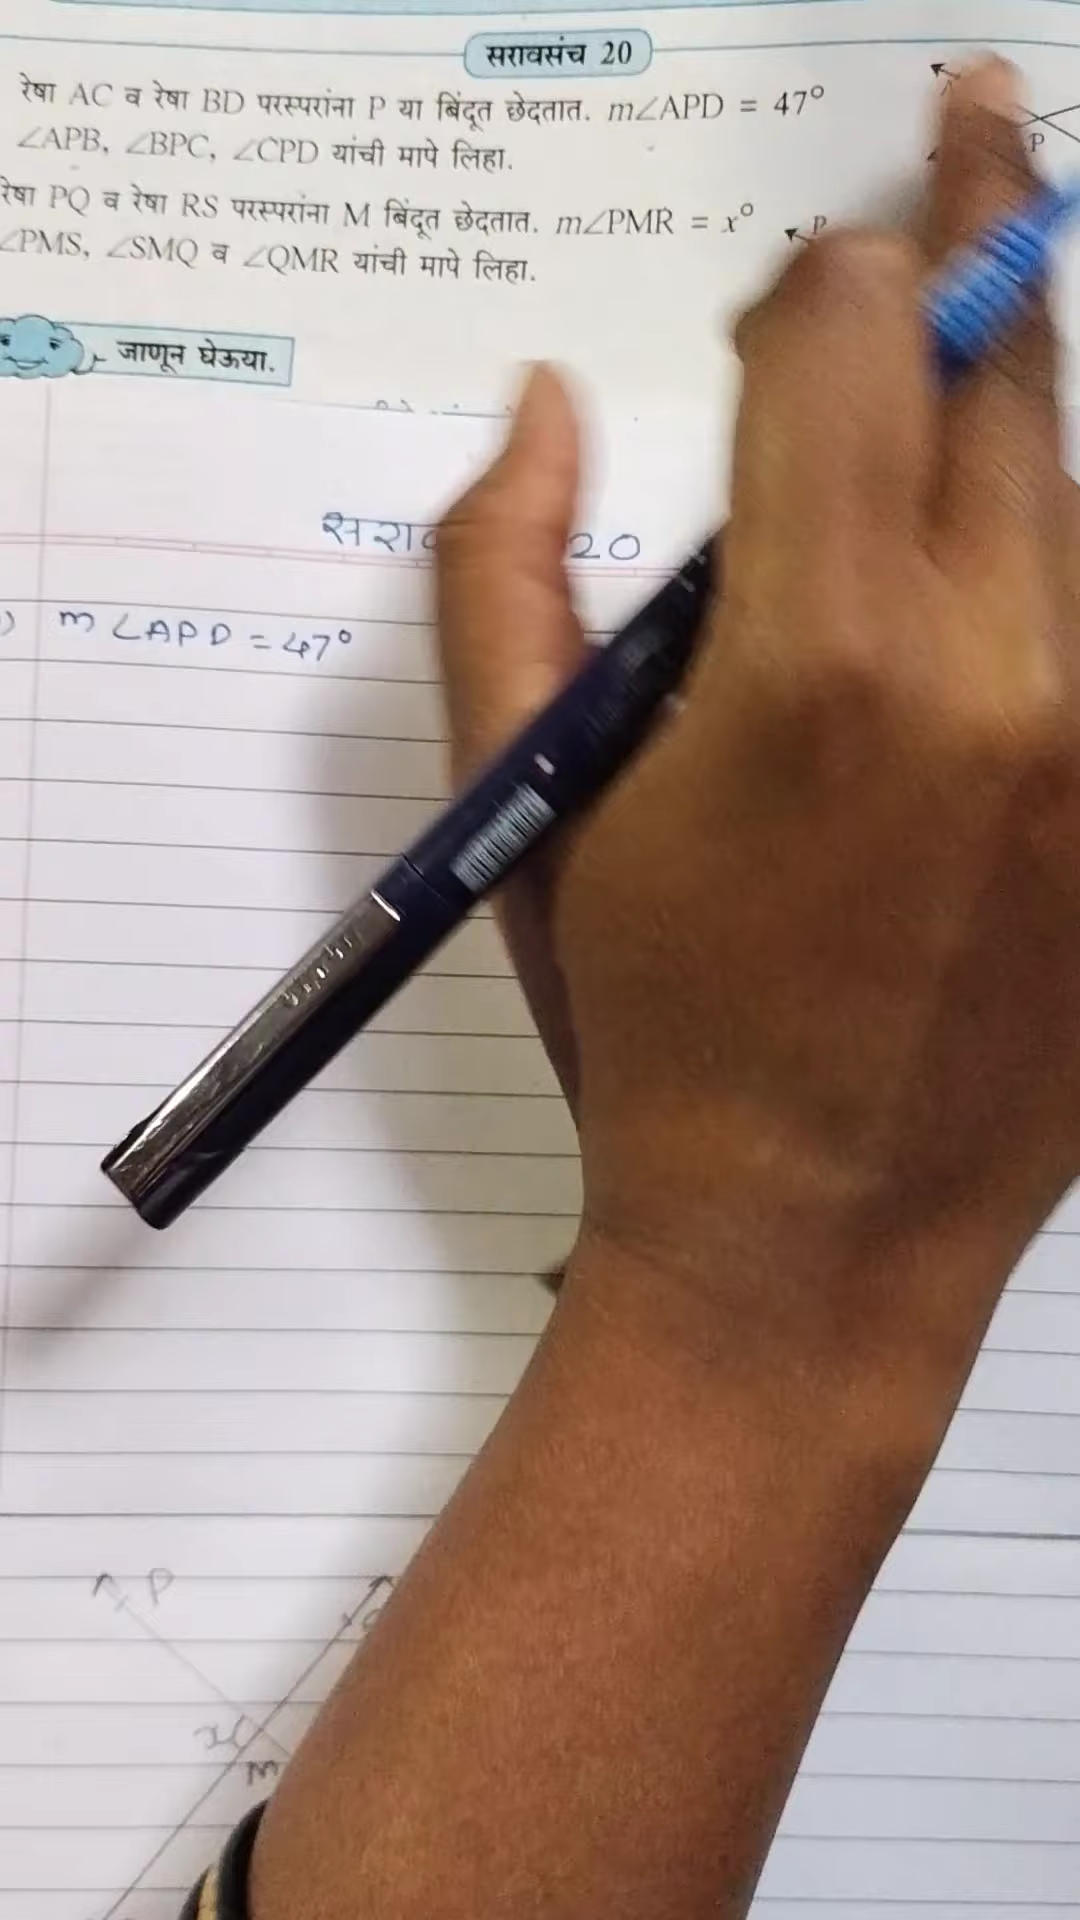 सरावसंच 20
रेषा AC व रेषा BD परस्परांना P या बिंदूत छेदतात. m∠APD = 47°
∠APB, ∠BPC, ∠CPD यांची मापे लिहा.
P
रेषा PQ व रेषा RS परस्परांना M बिंदूत छेदतात. m∠PMR = x°
P
∠PMS, ∠SMQ व ∠QMR यांची मापे लिहा.
जाणून घेऊया.
20
) m∠APD = 47°
P
x
m